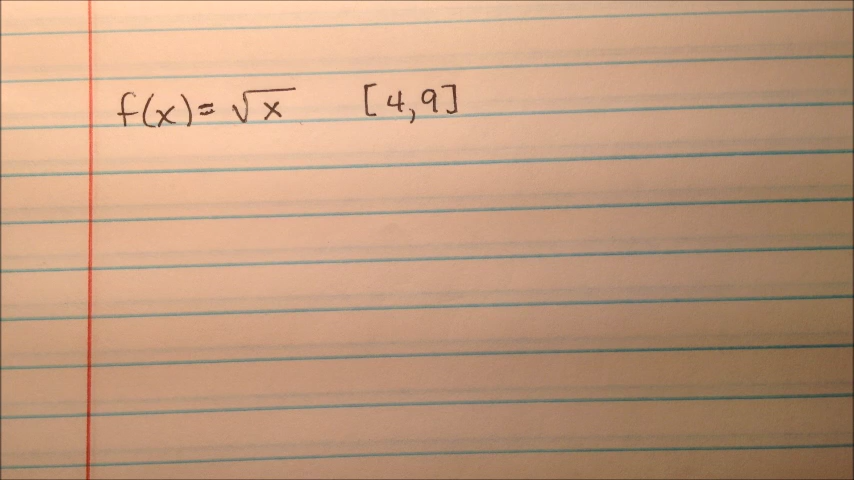 f(x) = √x [4,9]